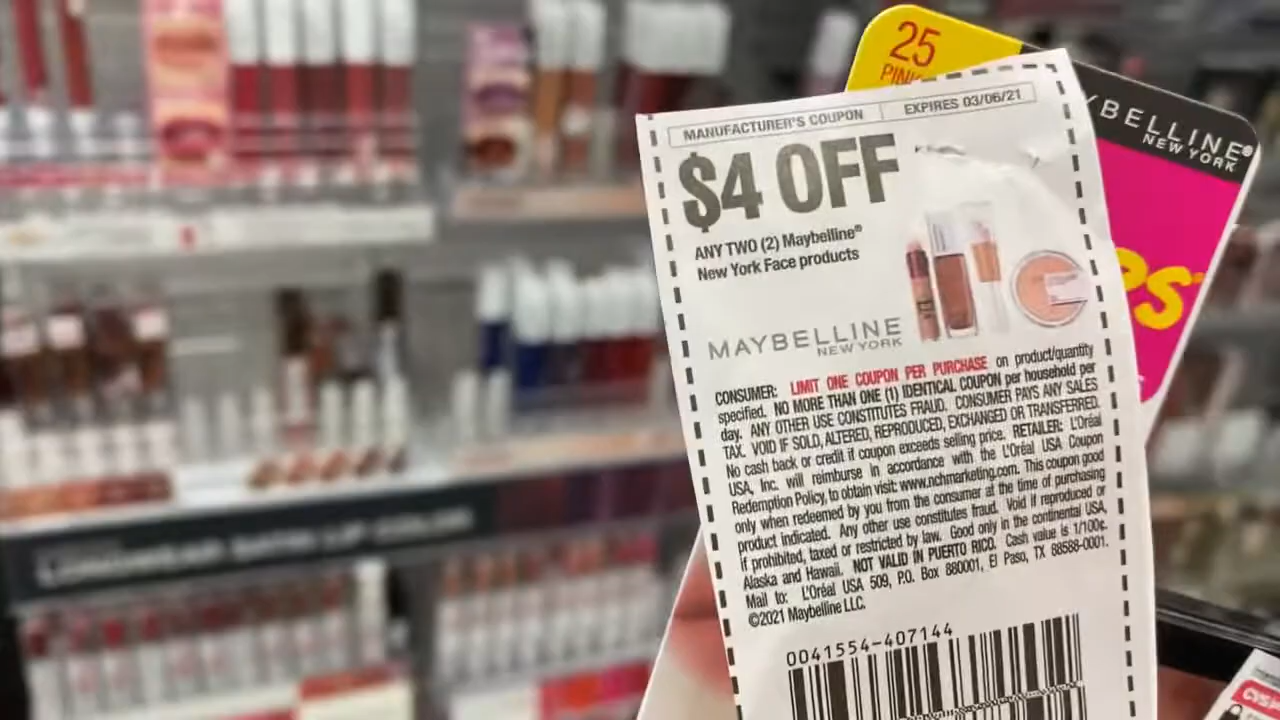 25
PINK
MAYBELLINE
NEW YORK®
MANUFACTURER'S COUPON
EXPIRES 03/06/21
$4 OFF
ANY TWO (2) Maybelline®
New York Face products
MAYBELLINE
NEW YORK
CONSUMER: LIMIT ONE COUPON PER PURCHASE on product/quantity
specified. NO MORE THAN ONE (1) IDENTICAL COUPON per household per
day. ANY OTHER USE CONSTITUTES FRAUD. CONSUMER PAYS ANY SALES
TAX. VOID IF SOLD, ALTERED, REPRODUCED, EXCHANGED OR TRANSFERRED.
No cash back or credit if coupon exceeds selling price. RETAILER: L'Oréal
USA, Inc. will reimburse in accordance with the L'Oréal USA Coupon
Redemption Policy, to obtain visit: www.nchmarketing.com. This coupon good
only when redeemed by you from the consumer at the time of purchasing
product indicated. Any other use constitutes fraud. Void if reproduced or
if prohibited, taxed or restricted by law. Good only in the continental USA,
Alaska and Hawaii. NOT VALID IN PUERTO RICO. Cash value is 1/100¢.
Mail to: L'Oréal USA 509, P.O. Box 880001, El Paso, TX 88588-0001.
©2021 Maybelline LLC.
0041554-407144
CVS